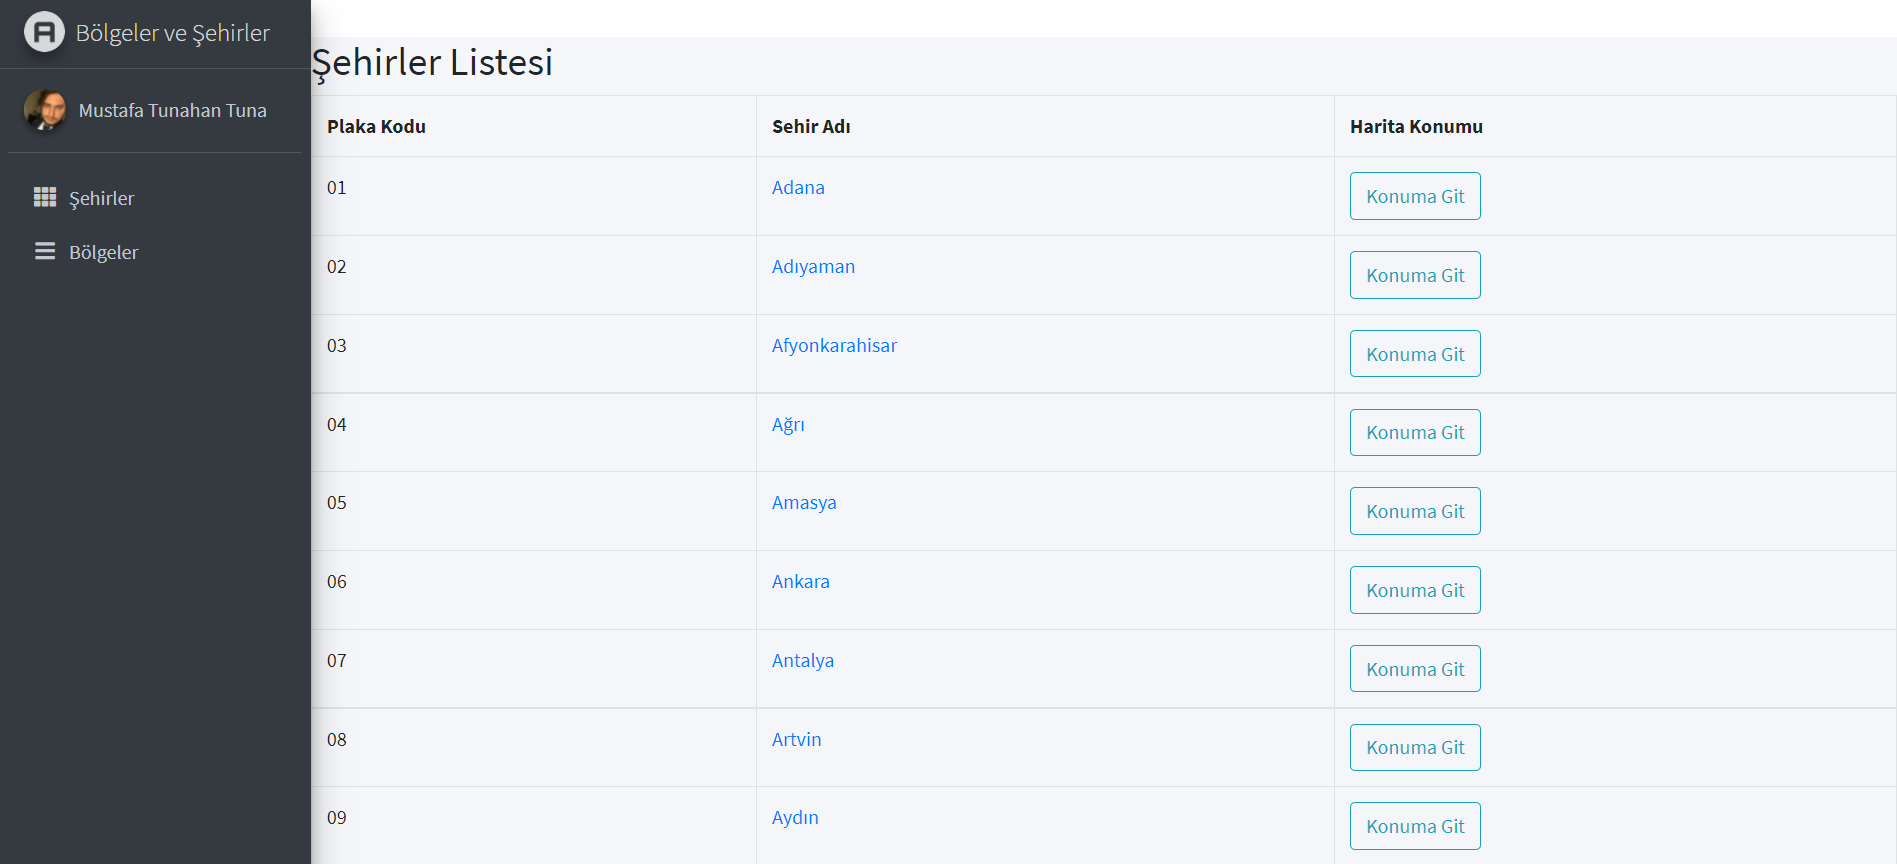 Bölgeler ve Şehirler
Mustafa Tunahan Tuna
Şehirler
Bölgeler
Şehirler Listesi
Plaka Kodu Sehir Adı Harita Konumu
01 Adana Konuma Git
02 Adıyaman Konuma Git
03 Afyonkarahisar Konuma Git
04 Ağrı Konuma Git
05 Amasya Konuma Git
06 Ankara Konuma Git
07 Antalya Konuma Git
08 Artvin Konuma Git
09 Aydın Konuma Git